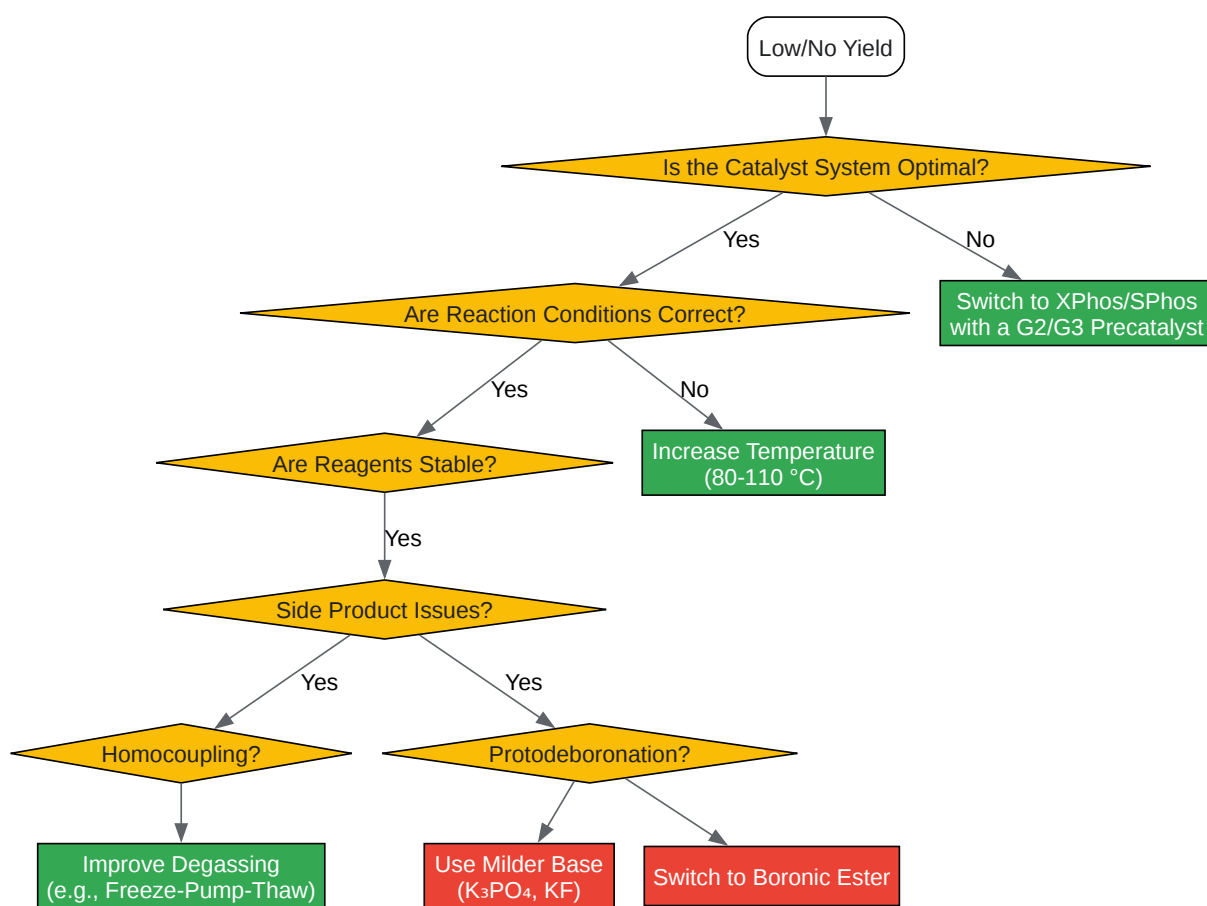 Low/No Yield
Is the Catalyst System Optimal?
Yes
No
Are Reaction Conditions Correct?
Switch to XPhos/SPhos
with a G2/G3 Precatalyst
Yes
No
Are Reagents Stable?
Increase Temperature
(80-110 °C)
Yes
Side Product Issues?
Yes
Yes
Homocoupling?
Protodeboronation?
Improve Degassing
(e.g., Freeze-Pump-Thaw)
Use Milder Base
(K₃PO₄, KF)
Switch to Boronic Ester